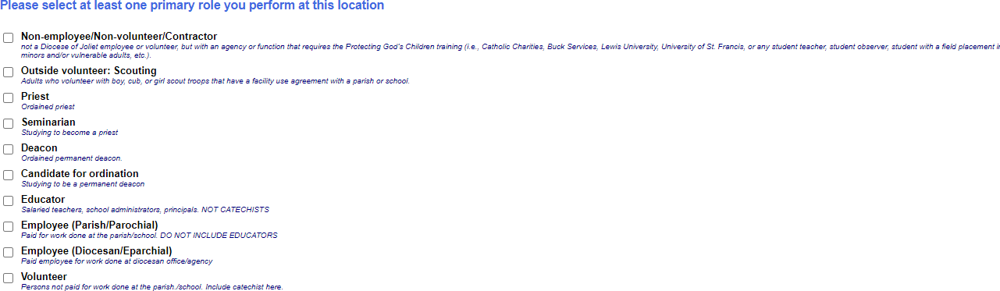 Please select at least one primary role you perform at this location
Non-employee/Non-volunteer/Contractor
not a Diocese of Joliet employee or volunteer, but with an agency or function that requires the Protecting God's Children training (i.e., Catholic Charities, Buck Services, Lewis University, University of St. Francis, or any student teacher, student observer, student with a field placement
minors and/or vulnerable adults, etc.).
Outside volunteer: Scouting
Adults who volunteer with boy, cub, or girl scout troops that have a facility use agreement with a parish or school.
Priest
Ordained priest
Seminarian
Studying to become a priest
Deacon
Ordained permanent deacon.
Candidate for ordination
Studying to be a permanent deacon
Educator
Salaried teachers, school administrators, principals. NOT CATECHISTS
Employee (Parish/Parochial)
Paid for work done at the parish/school. DO NOT INCLUDE EDUCATORS
Employee (Diocesan/Eparchial)
Paid employee for work done at diocesan office/agency
Volunteer
Persons not paid for work done at the parish./school. Include catechist here.